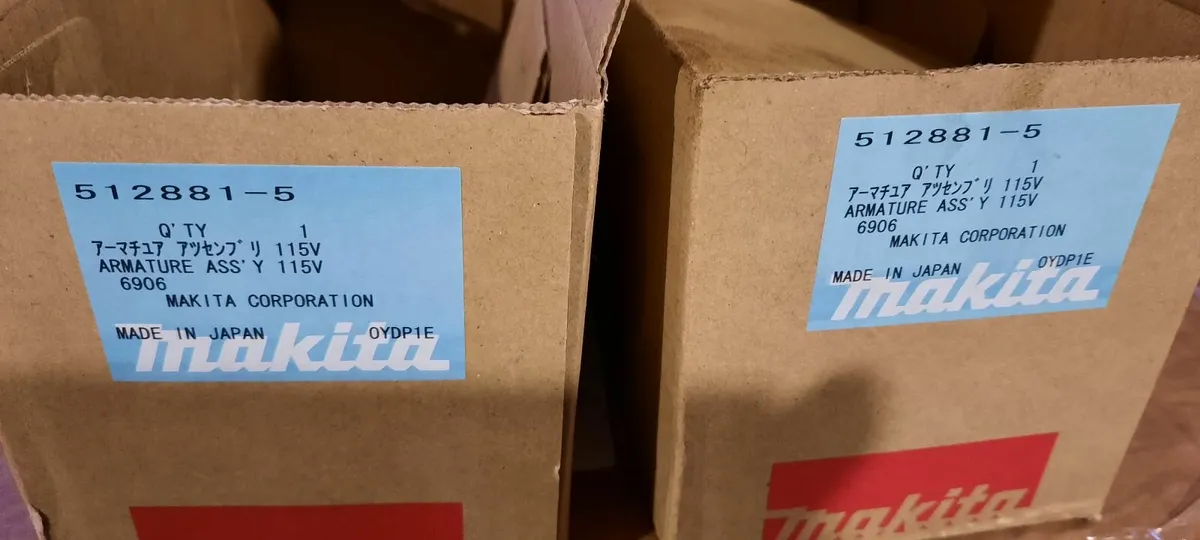 512881-5
Q'TY 1
アーマチュア アツセンブリ 115V
ARMATURE ASS'Y 115V
6906
MAKITA CORPORATION
MADE IN JAPAN 0YDP1E
makita
512881-5
Q'TY 1
アーマチュア アツセンブリ 115V
ARMATURE ASS'Y 115V
6906
MAKITA CORPORATION
MADE IN JAPAN 0YDP1E
makita
makita